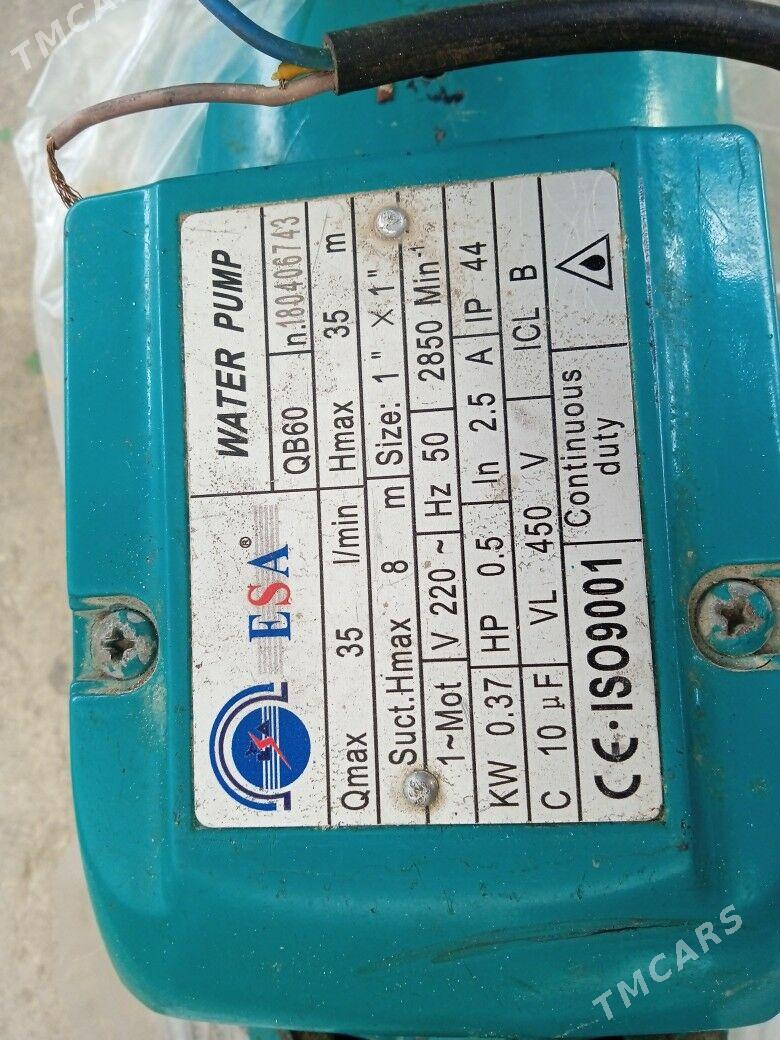 TMCARS
ESA®
WATER PUMP
QB60 n.180406743
Qmax 35 l/min Hmax 35 m
Suct.Hmax 8 m Size: 1" X 1"
1~Mot V 220 ~ Hz 50 2850 Min-1
KW 0.37 HP 0.5 In 2.5 A IP 44
C 10 µF VL 450 V ICL B
CE·ISO9001 Continuous
duty
TMCARS